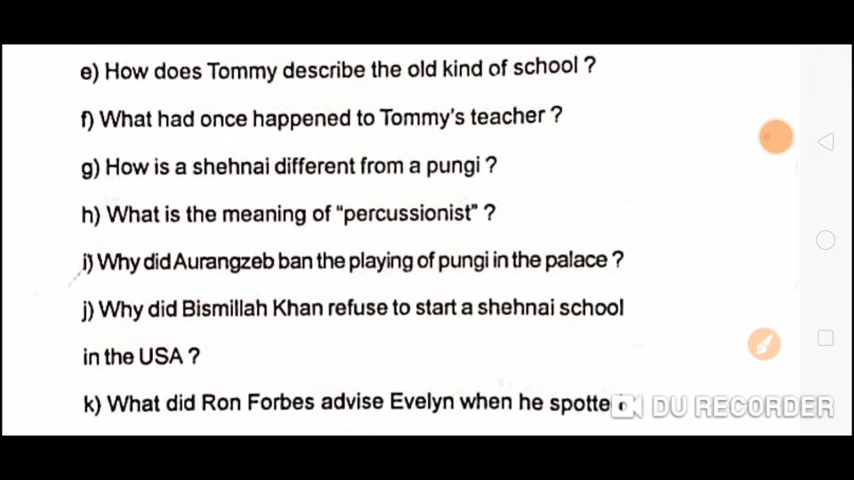 e) How does Tommy describe the old kind of school ?
f) What had once happened to Tommy's teacher ?
g) How is a shehnai different from a pungi ?
h) What is the meaning of “percussionist” ?
i) Why did Aurangzeb ban the playing of pungi in the palace ?
j) Why did Bismillah Khan refuse to start a shehnai school
in the USA ?
k) What did Ron Forbes advise Evelyn when he spotte
DU RECORDER